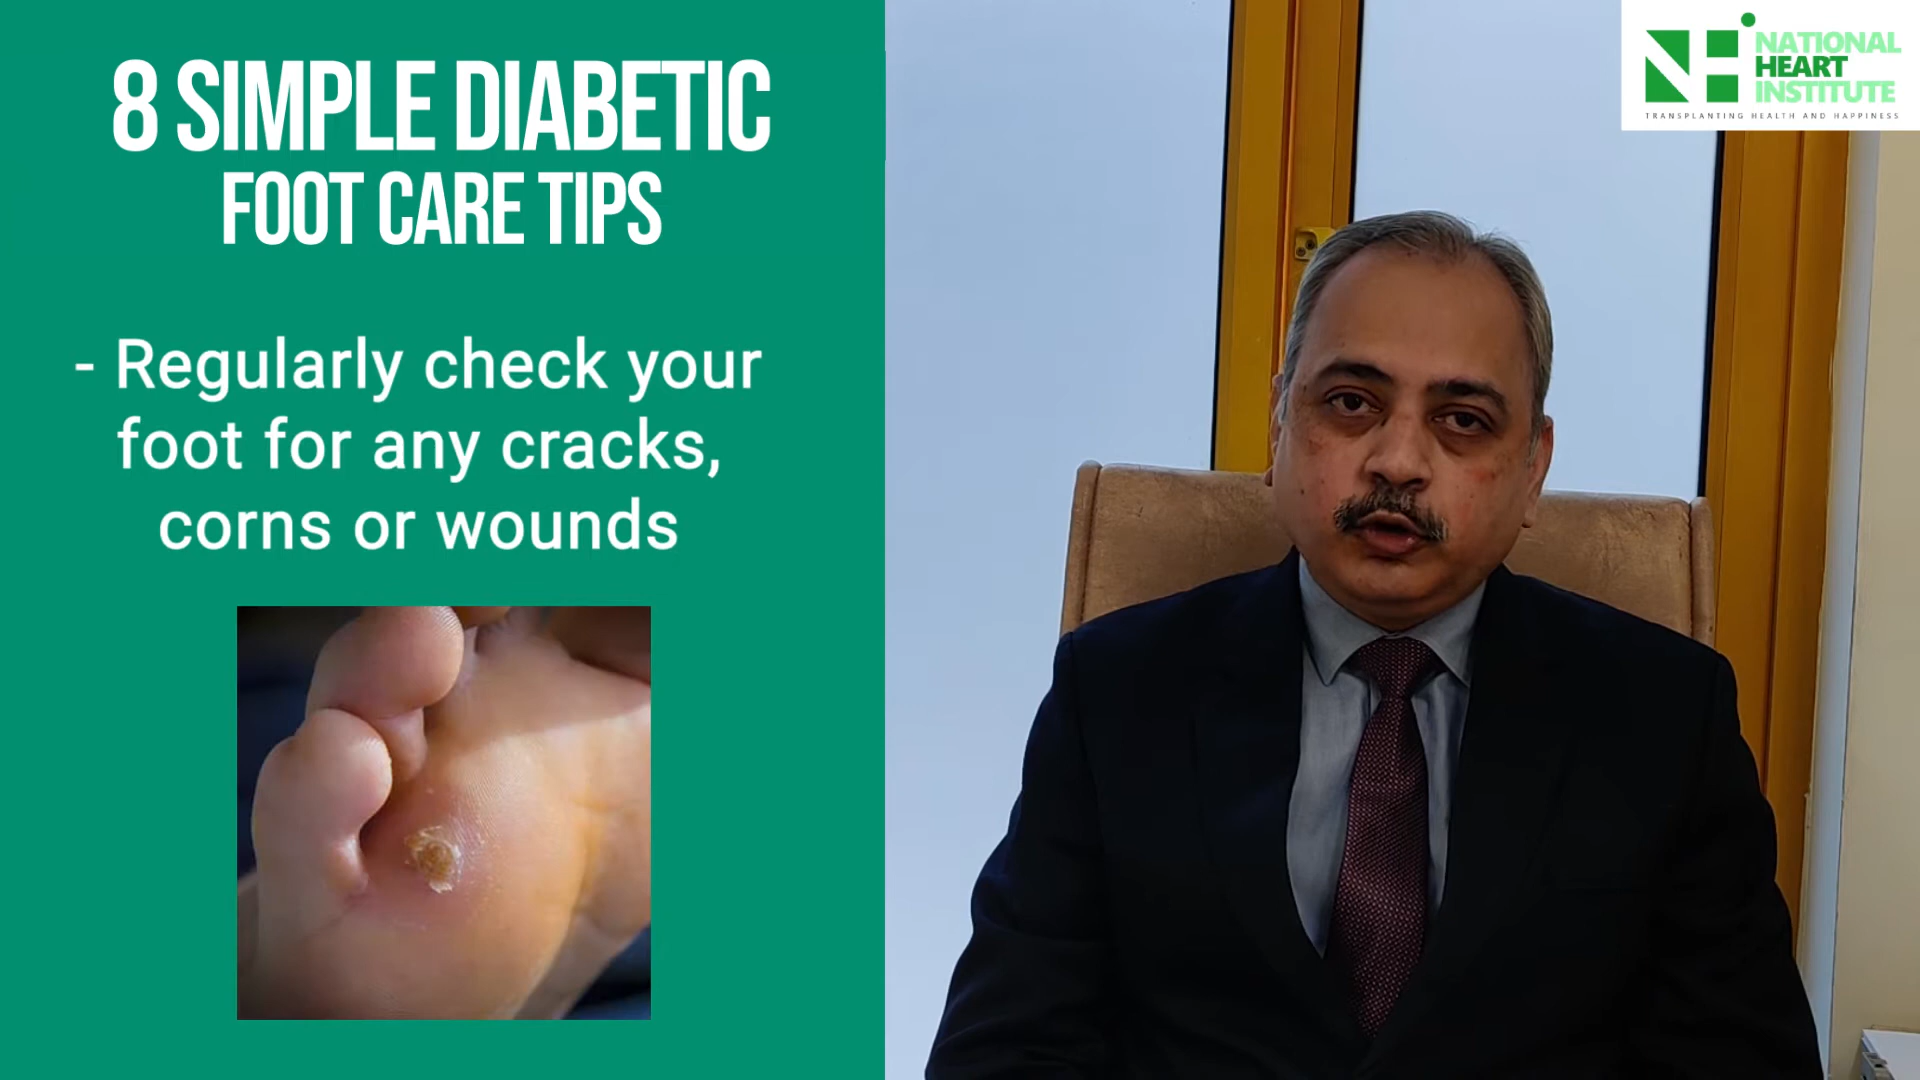 8 SIMPLE DIABETIC
FOOT CARE TIPS
- Regularly check your
foot for any cracks,
corns or wounds
NATIONAL
HEART
INSTITUTE
TRANSPLANTING HEALTH AND HAPPINESS